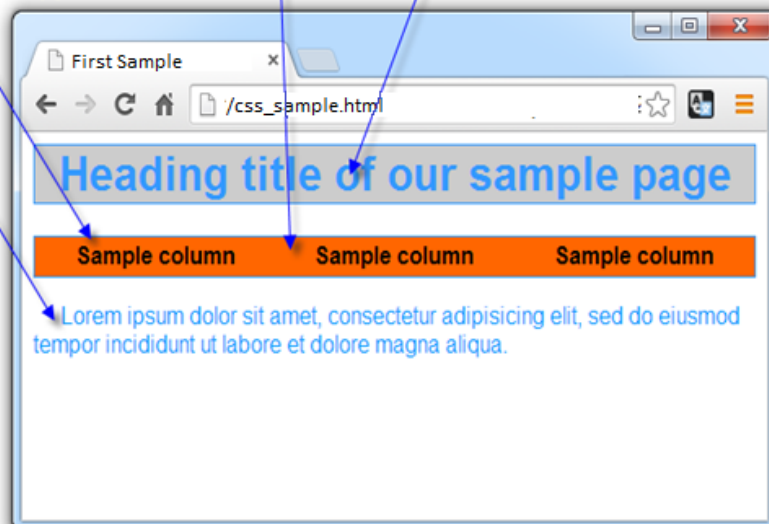 First Sample
/css_sample.html
Heading title of our sample page
Sample column Sample column Sample column
Lorem ipsum dolor sit amet, consectetur adipisicing elit, sed do eiusmod
tempor incididunt ut labore et dolore magna aliqua.